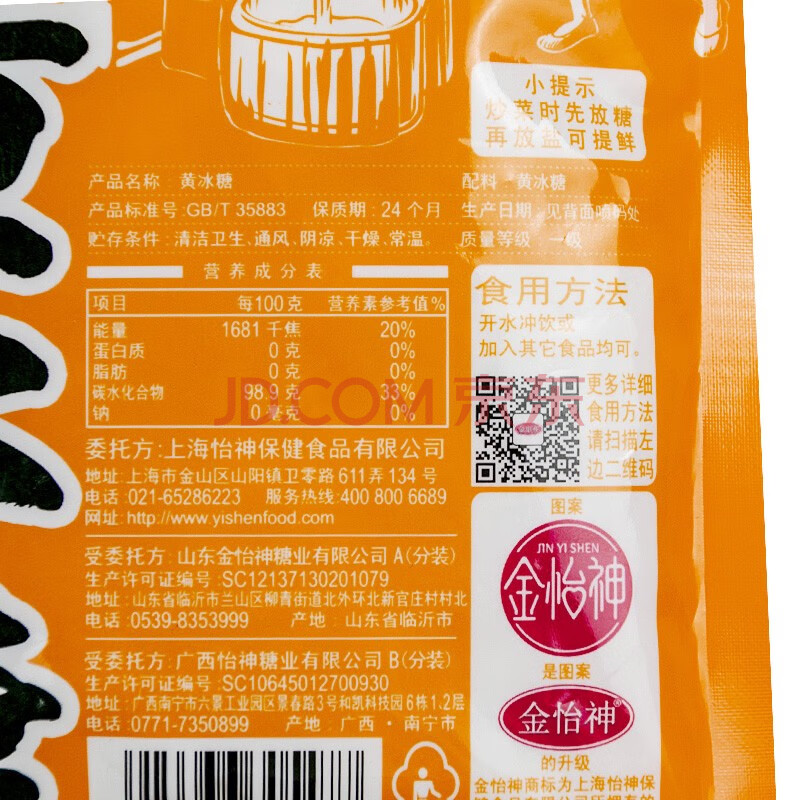 小提示
炒菜时先放糖
再放盐可提鲜
产品名称：黄冰糖
配料：黄冰糖
产品标准号:GB/T 35883 保质期:24个月
生产日期:见背面喷码处
贮存条件:清洁卫生、通风、阴凉、干燥、常温。
质量等级:一级
营养成分表
项目 每100克 营养素参考值%
能量 1681千焦 20%
蛋白质 0克 0%
脂肪 0克 0%
碳水化合物 98.9克 33%
钠 0毫克 0%
食用方法
开水冲饮或
加入其它食品均可。
更多详细
食用方法
请扫描左
边二维码
JD.COM 京东
委托方:上海怡神保健食品有限公司
地址:上海市金山区山阳镇卫零路611弄134号
电话:021-65286223 服务热线:400 800 6689
网址:http://www.yishenfood.com
受委托方:山东金怡神糖业有限公司A(分装)
生产许可证编号:SC12137130201079
地址:山东省临沂市兰山区柳青街道北外环北新官庄村村北
电话:0539-8353999 产地:山东省临沂市
受委托方:广西怡神糖业有限公司B(分装)
生产许可证编号:SC10645012700930
地址:广西南宁市六景工业园区景春路3号和凯科技园6栋1.2层
电话:0771-7350899 产地:广西·南宁市
图案
JIN YI SHEN
金怡神
是图案
金怡神®
的升级
金怡神商标为上海怡神保